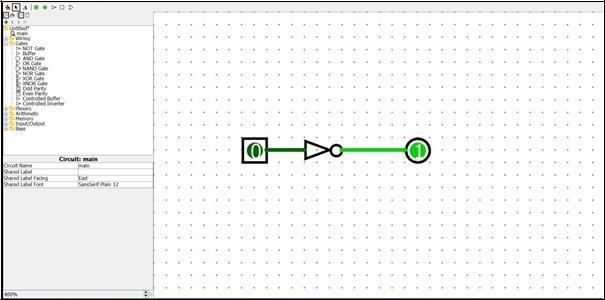 A
Untitled*
main
Wiring
Gates
NOT Gate
Buffer
AND Gate
OR Gate
NAND Gate
NOR Gate
XOR Gate
XNOR Gate
Odd Parity
Even Parity
Controlled Buffer
Controlled Inverter
Plexers
Arithmetic
Memory
Input/Output
Base
Circuit: main
Circuit Name main
Shared Label
Shared Label Facing East
Shared Label Font SansSerif Plain 12
400%
0 1